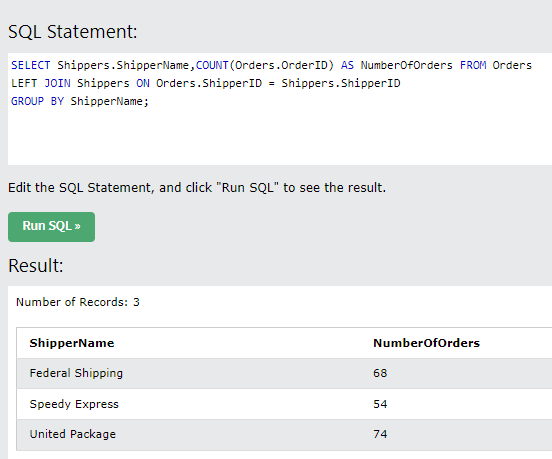 SQL Statement:
SELECT Shippers.ShipperName,COUNT(Orders.OrderID) AS NumberOfOrders FROM Orders
LEFT JOIN Shippers ON Orders.ShipperID = Shippers.ShipperID
GROUP BY ShipperName;
Edit the SQL Statement, and click "Run SQL" to see the result.
Run SQL »
Result:
Number of Records: 3
ShipperName NumberOfOrders
Federal Shipping 68
Speedy Express 54
United Package 74